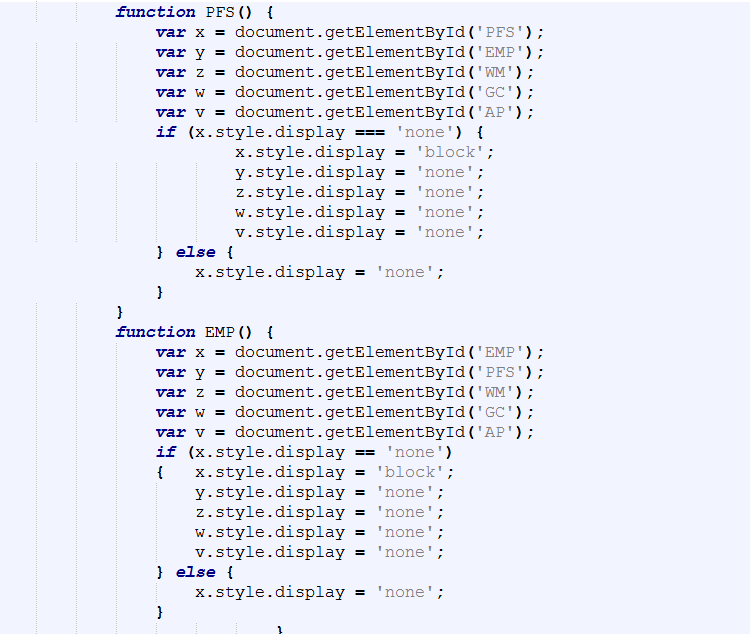 function PFS() {
var x = document.getElementById('PFS');
var y = document.getElementById('EMP');
var z = document.getElementById('WM');
var w = document.getElementById('GC');
var v = document.getElementById('AP');
if (x.style.display === 'none') {
x.style.display = 'block';
y.style.display = 'none';
z.style.display = 'none';
w.style.display = 'none';
v.style.display = 'none';
} else {
x.style.display = 'none';
}
}
function EMP() {
var x = document.getElementById('EMP');
var y = document.getElementById('PFS');
var z = document.getElementById('WM');
var w = document.getElementById('GC');
var v = document.getElementById('AP');
if (x.style.display == 'none')
{ x.style.display = 'block';
y.style.display = 'none';
z.style.display = 'none';
w.style.display = 'none';
v.style.display = 'none';
} else {
x.style.display = 'none';
}
}